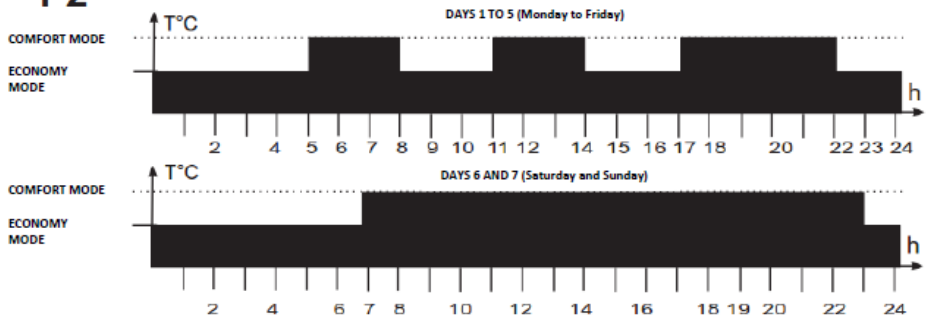 DAYS 1 TO 5 (Monday to Friday)
T°C
COMFORT MODE
ECONOMY
MODE
h
2 4 5 6 7 8 9 10 11 12 14 15 16 17 18 20 22 23 24
T°C
DAYS 6 AND 7 (Saturday and Sunday)
COMFORT MODE
ECONOMY
MODE
h
2 4 6 7 8 10 12 14 16 18 19 20 22 24